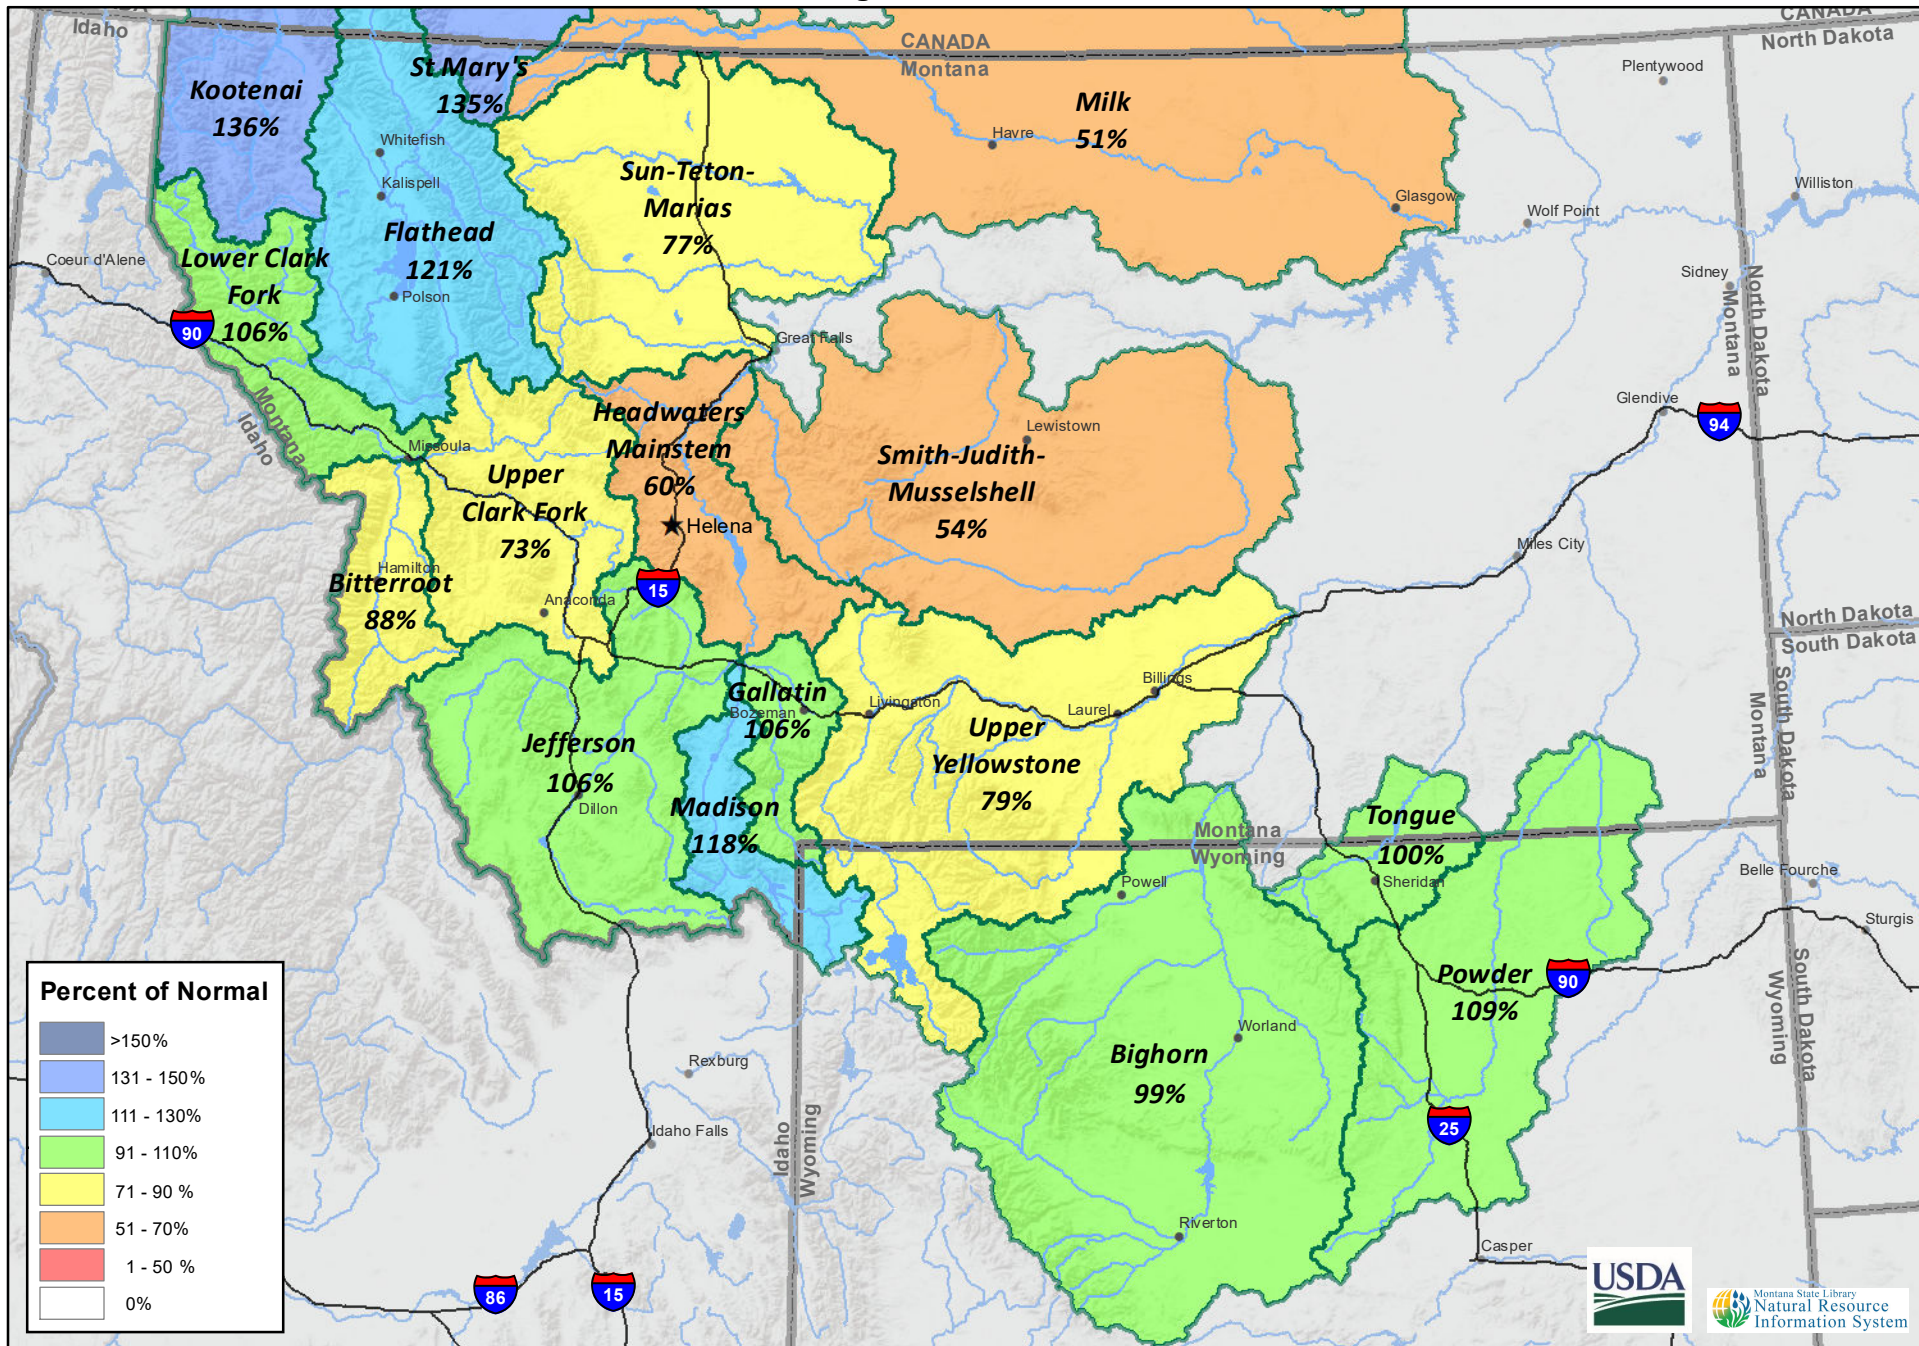 CANADA
Idaho
CANADA
Montana
CANADA
North Dakota
Kootenai
136%
St Mary's
135%
Milk
51%
Plentywood
Whitefish
Havre
Kalispell
Sun-Teton-
Marias
77%
Glasgow
Wolf Point
Williston
Flathead
121%
Lower Clark
Fork
106%
Coeur d'Alene
Polson
Sidney
North Dakota
Montana
90
Great Falls
Montana
Idaho
Headwaters
Mainstem
60%
Glendive
94
Lewistown
Missoula
Smith-Judith-
Musselshell
54%
Upper
Clark Fork
73%
Helena
Miles City
Hamilton
Bitterroot
88%
Anaconda
15
North Dakota
South Dakota
Gallatin
106%
Bozeman
Livingston
Billings
Laurel
South Dakota
Montana
Jefferson
106%
Dillon
Upper
Yellowstone
79%
Madison
118%
Tongue
100%
Montana
Wyoming
Powell
Sheridan
Belle Fourche
Sturgis
Powder
109%
90
South Dakota
Wyoming
Worland
Bighorn
99%
Rexburg
25
Idaho Falls
Idaho
Wyoming
Riverton
Casper
86
15
Percent of Normal
>150%
131 - 150%
111 - 130%
91 - 110%
71 - 90 %
51 - 70%
1 - 50 %
0%
USDA
Montana State Library
Natural Resource
Information System